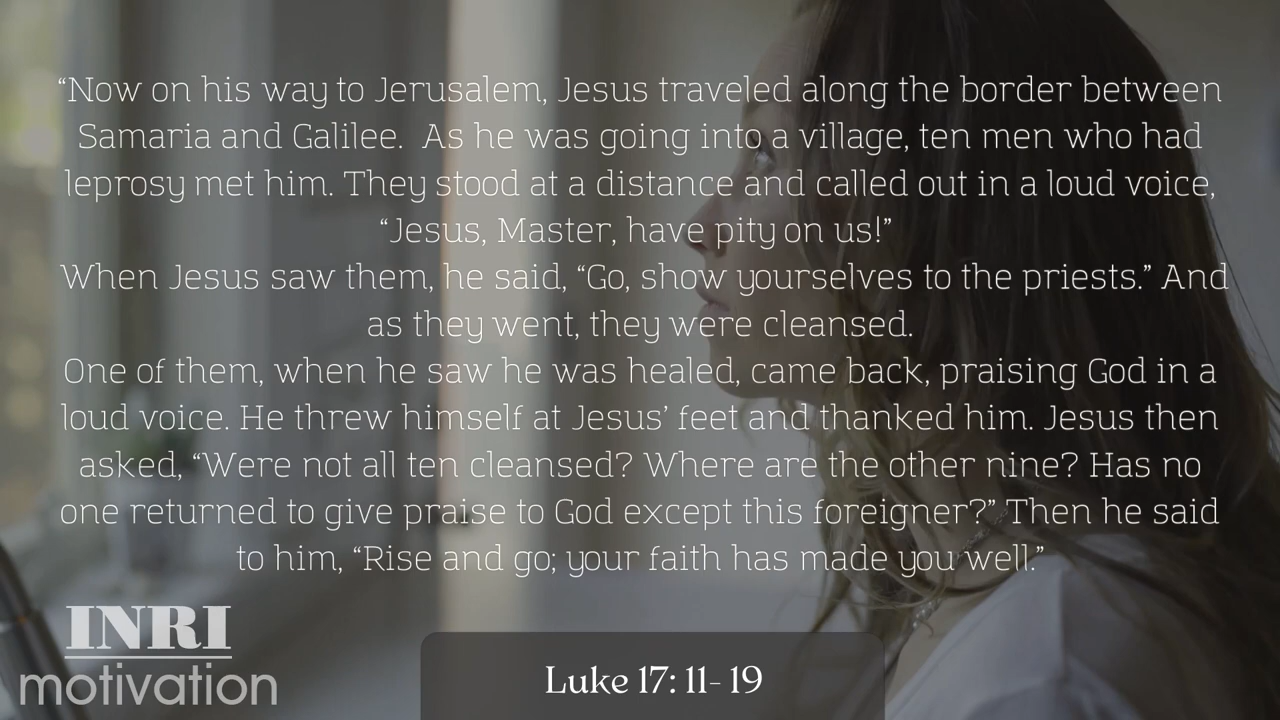 “Now on his way to Jerusalem, Jesus traveled along the border between
Samaria and Galilee.  As he was going into a village, ten men who had
leprosy met him. They stood at a distance and called out in a loud voice,
“Jesus, Master, have pity on us!”
When Jesus saw them, he said, “Go, show yourselves to the priests.” And
as they went, they were cleansed.
One of them, when he saw he was healed, came back, praising God in a
loud voice. He threw himself at Jesus’ feet and thanked him. Jesus then
asked, “Were not all ten cleansed? Where are the other nine? Has no
one returned to give praise to God except this foreigner?” Then he said
to him, “Rise and go; your faith has made you well.”
INRI
motivation
Luke 17: 11- 19